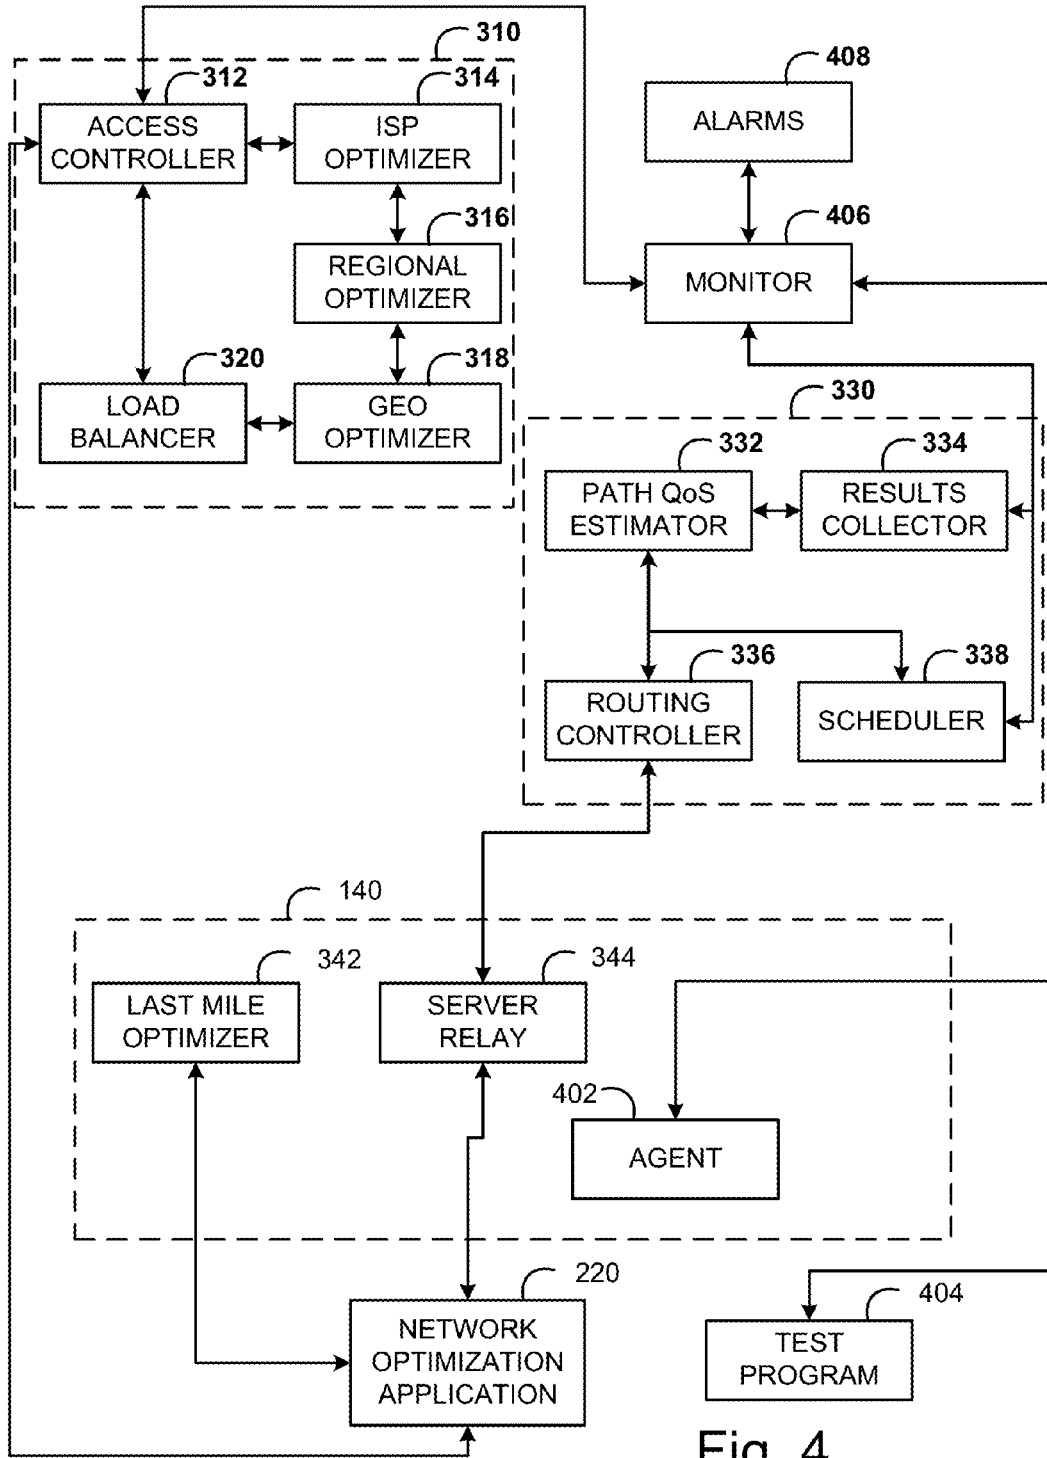 310
312
ACCESS
CONTROLLER
314
ISP
OPTIMIZER
316
REGIONAL
OPTIMIZER
320
LOAD
BALANCER
318
GEO
OPTIMIZER
408
ALARMS
406
MONITOR
330
332
PATH QoS
ESTIMATOR
334
RESULTS
COLLECTOR
336
ROUTING
CONTROLLER
338
SCHEDULER
140
342
LAST MILE
OPTIMIZER
344
SERVER
RELAY
402
AGENT
220
NETWORK
OPTIMIZATION
APPLICATION
404
TEST
PROGRAM
Fig. 4